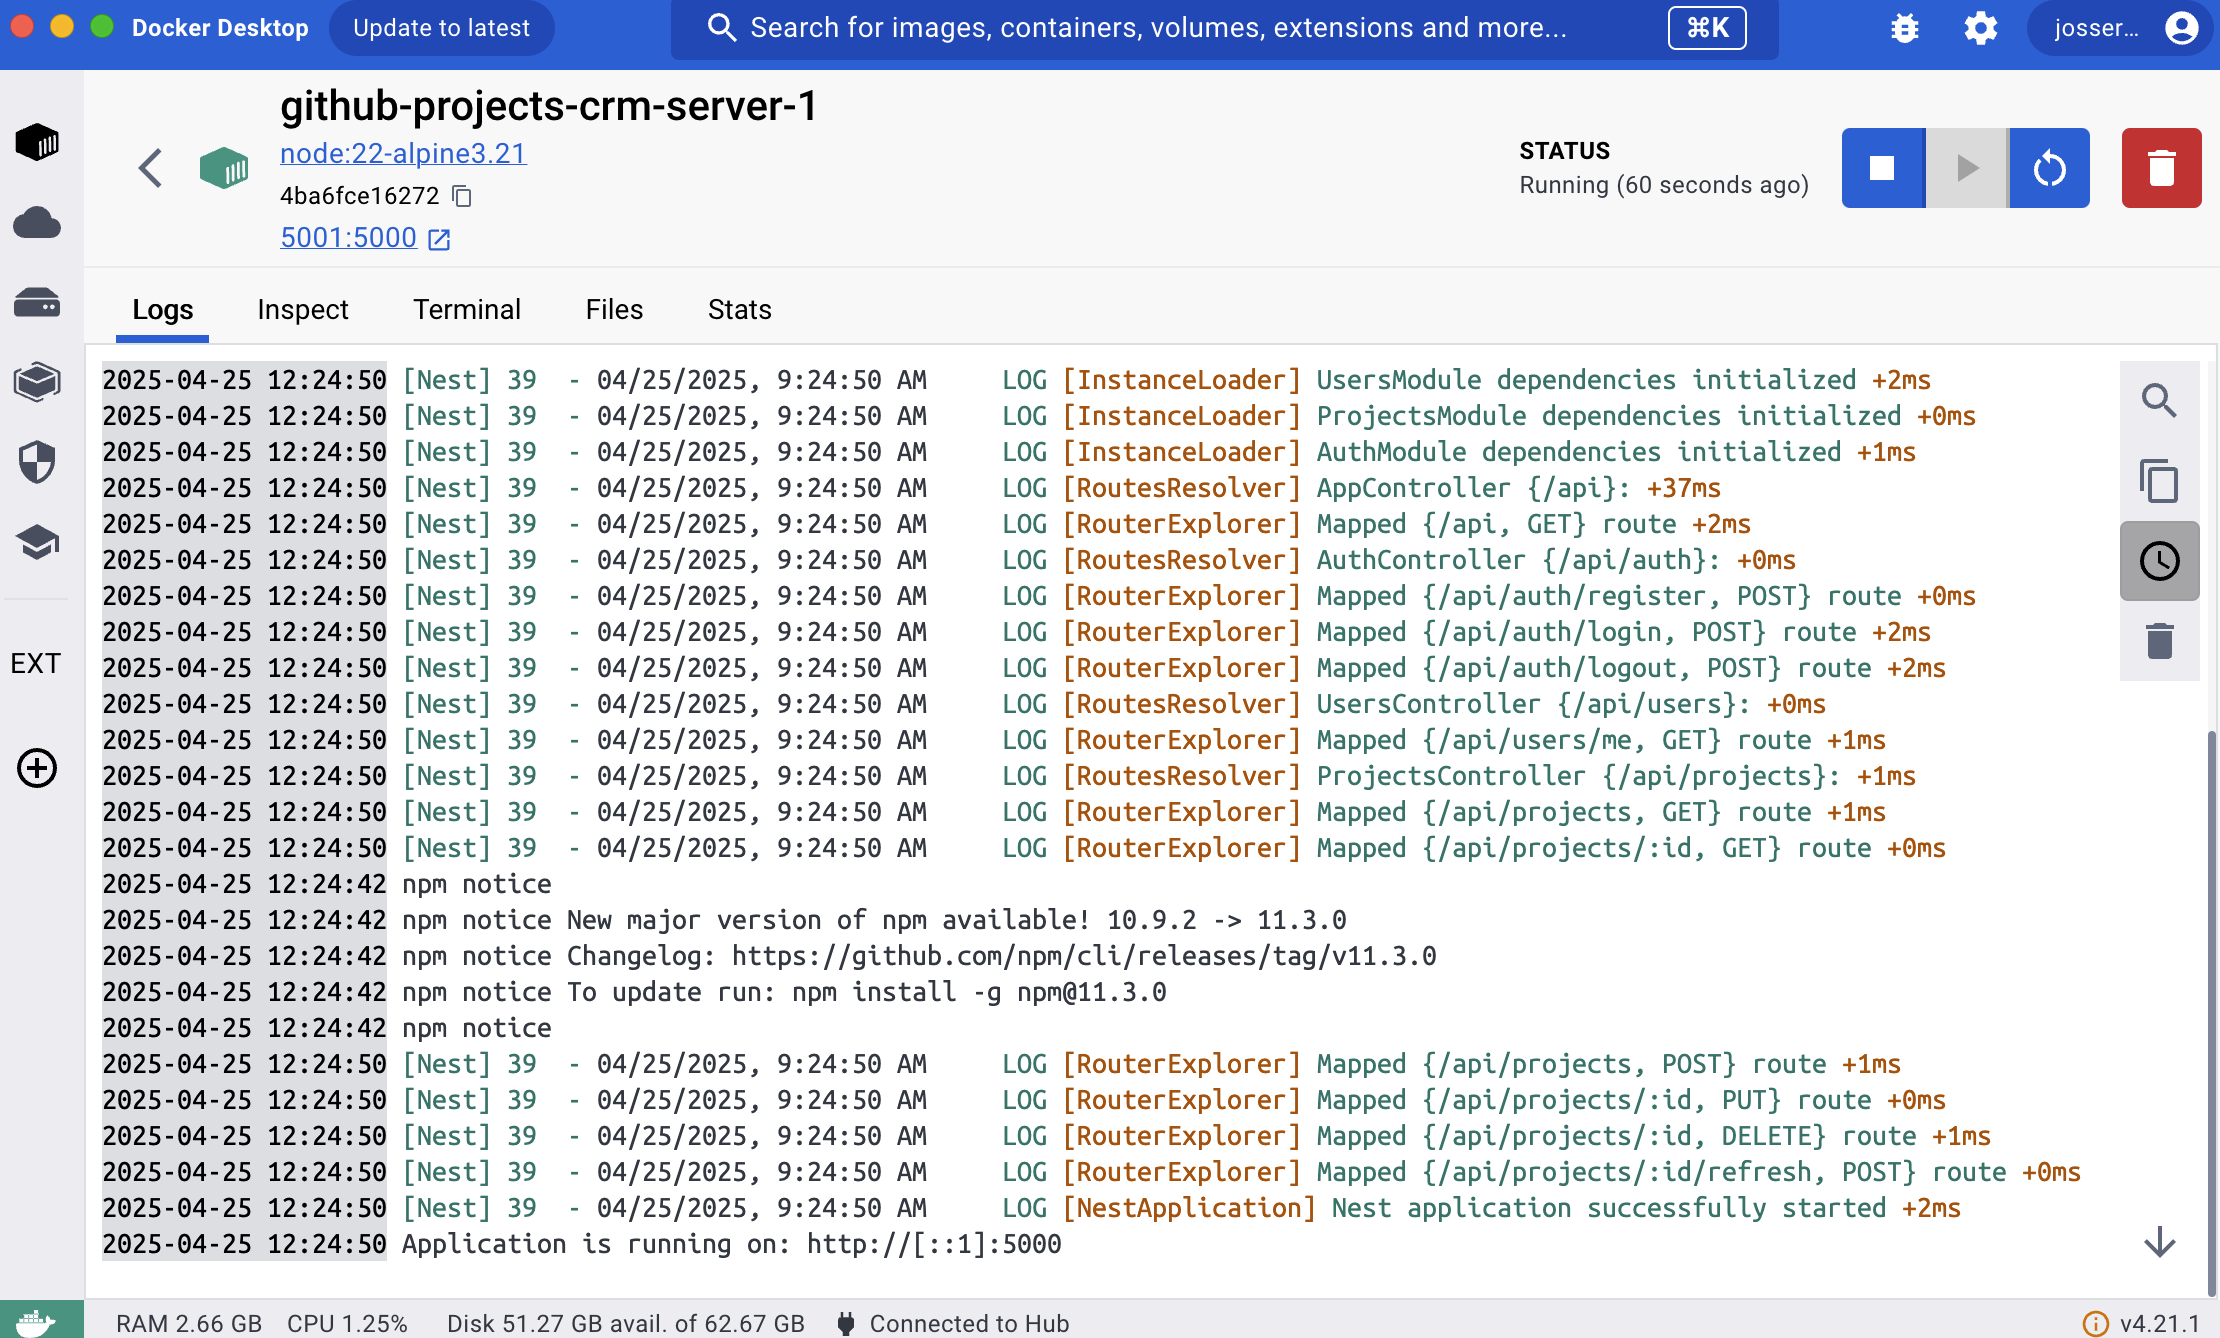 Docker Desktop
Update to latest
Search for images, containers, volumes, extensions and more...
⌘K
josser...
github-projects-crm-server-1
node:22-alpine3.21
4ba6fce16272
5001:5000
STATUS
Running (60 seconds ago)
Logs Inspect Terminal Files Stats
EXT
2025-04-25 12:24:50 [Nest] 39  - 04/25/2025, 9:24:50 AM     LOG [InstanceLoader] UsersModule dependencies initialized +2ms
2025-04-25 12:24:50 [Nest] 39  - 04/25/2025, 9:24:50 AM     LOG [InstanceLoader] ProjectsModule dependencies initialized +0ms
2025-04-25 12:24:50 [Nest] 39  - 04/25/2025, 9:24:50 AM     LOG [InstanceLoader] AuthModule dependencies initialized +1ms
2025-04-25 12:24:50 [Nest] 39  - 04/25/2025, 9:24:50 AM     LOG [RoutesResolver] AppController {/api}: +37ms
2025-04-25 12:24:50 [Nest] 39  - 04/25/2025, 9:24:50 AM     LOG [RouterExplorer] Mapped {/api, GET} route +2ms
2025-04-25 12:24:50 [Nest] 39  - 04/25/2025, 9:24:50 AM     LOG [RoutesResolver] AuthController {/api/auth}: +0ms
2025-04-25 12:24:50 [Nest] 39  - 04/25/2025, 9:24:50 AM     LOG [RouterExplorer] Mapped {/api/auth/register, POST} route +0ms
2025-04-25 12:24:50 [Nest] 39  - 04/25/2025, 9:24:50 AM     LOG [RouterExplorer] Mapped {/api/auth/login, POST} route +2ms
2025-04-25 12:24:50 [Nest] 39  - 04/25/2025, 9:24:50 AM     LOG [RouterExplorer] Mapped {/api/auth/logout, POST} route +2ms
2025-04-25 12:24:50 [Nest] 39  - 04/25/2025, 9:24:50 AM     LOG [RoutesResolver] UsersController {/api/users}: +0ms
2025-04-25 12:24:50 [Nest] 39  - 04/25/2025, 9:24:50 AM     LOG [RouterExplorer] Mapped {/api/users/me, GET} route +1ms
2025-04-25 12:24:50 [Nest] 39  - 04/25/2025, 9:24:50 AM     LOG [RoutesResolver] ProjectsController {/api/projects}: +1ms
2025-04-25 12:24:50 [Nest] 39  - 04/25/2025, 9:24:50 AM     LOG [RouterExplorer] Mapped {/api/projects, GET} route +1ms
2025-04-25 12:24:50 [Nest] 39  - 04/25/2025, 9:24:50 AM     LOG [RouterExplorer] Mapped {/api/projects/:id, GET} route +0ms
2025-04-25 12:24:42 npm notice
2025-04-25 12:24:42 npm notice New major version of npm available! 10.9.2 -> 11.3.0
2025-04-25 12:24:42 npm notice Changelog: https://github.com/npm/cli/releases/tag/v11.3.0
2025-04-25 12:24:42 npm notice To update run: npm install -g npm@11.3.0
2025-04-25 12:24:42 npm notice
2025-04-25 12:24:50 [Nest] 39  - 04/25/2025, 9:24:50 AM     LOG [RouterExplorer] Mapped {/api/projects, POST} route +1ms
2025-04-25 12:24:50 [Nest] 39  - 04/25/2025, 9:24:50 AM     LOG [RouterExplorer] Mapped {/api/projects/:id, PUT} route +0ms
2025-04-25 12:24:50 [Nest] 39  - 04/25/2025, 9:24:50 AM     LOG [RouterExplorer] Mapped {/api/projects/:id, DELETE} route +1ms
2025-04-25 12:24:50 [Nest] 39  - 04/25/2025, 9:24:50 AM     LOG [RouterExplorer] Mapped {/api/projects/:id/refresh, POST} route +0ms
2025-04-25 12:24:50 [Nest] 39  - 04/25/2025, 9:24:50 AM     LOG [NestApplication] Nest application successfully started +2ms
2025-04-25 12:24:50 Application is running on: http://[::1]:5000
RAM 2.66 GB CPU 1.25% Disk 51.27 GB avail. of 62.67 GB Connected to Hub v4.21.1